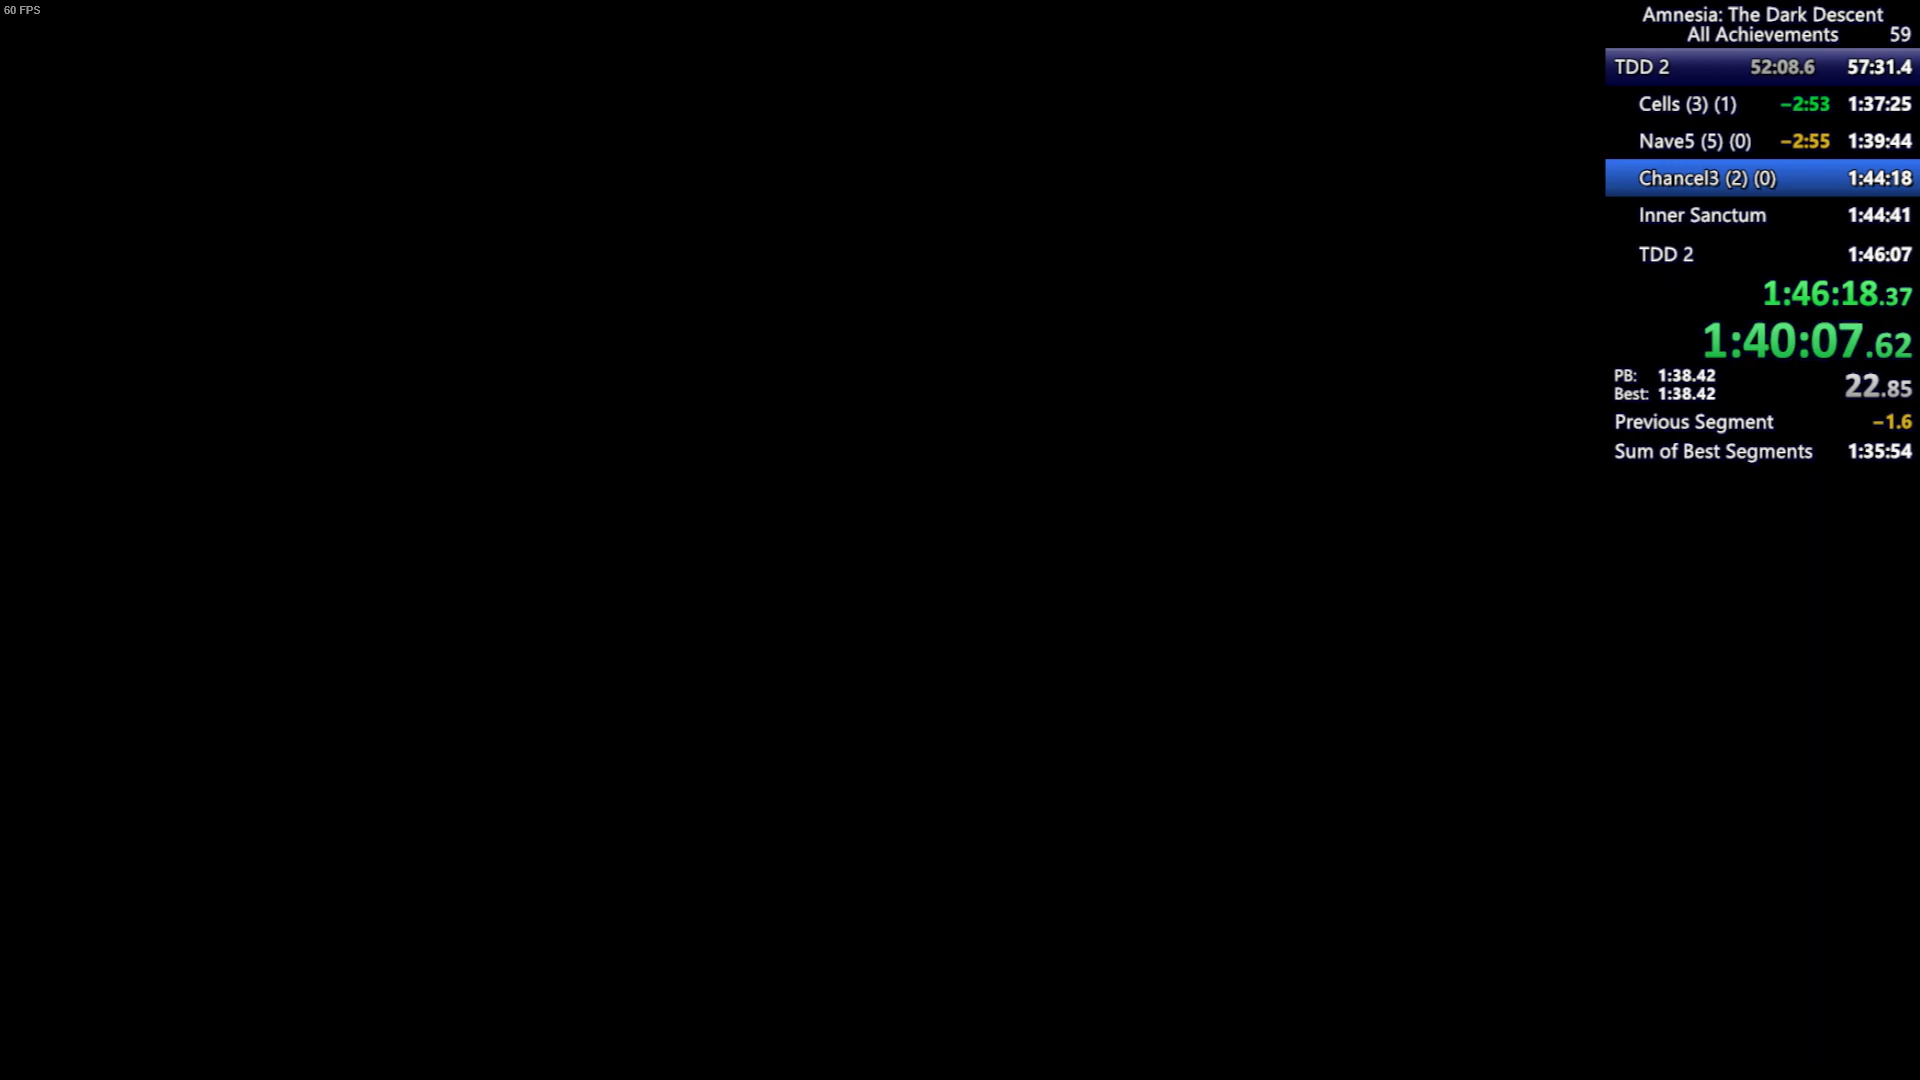 60 FPS
Amnesia: The Dark Descent
All Achievements 59
TDD 2 52:08.6 57:31.4
Cells (3) (1) −2:53 1:37:25
Nave5 (5) (0) −2:55 1:39:44
Chancel3 (2) (0) 1:44:18
Inner Sanctum 1:44:41
TDD 2 1:46:07
1:46:18.37
1:40:07.62
PB: 1:38.42 22.85
Best: 1:38.42
Previous Segment −1.6
Sum of Best Segments 1:35:54